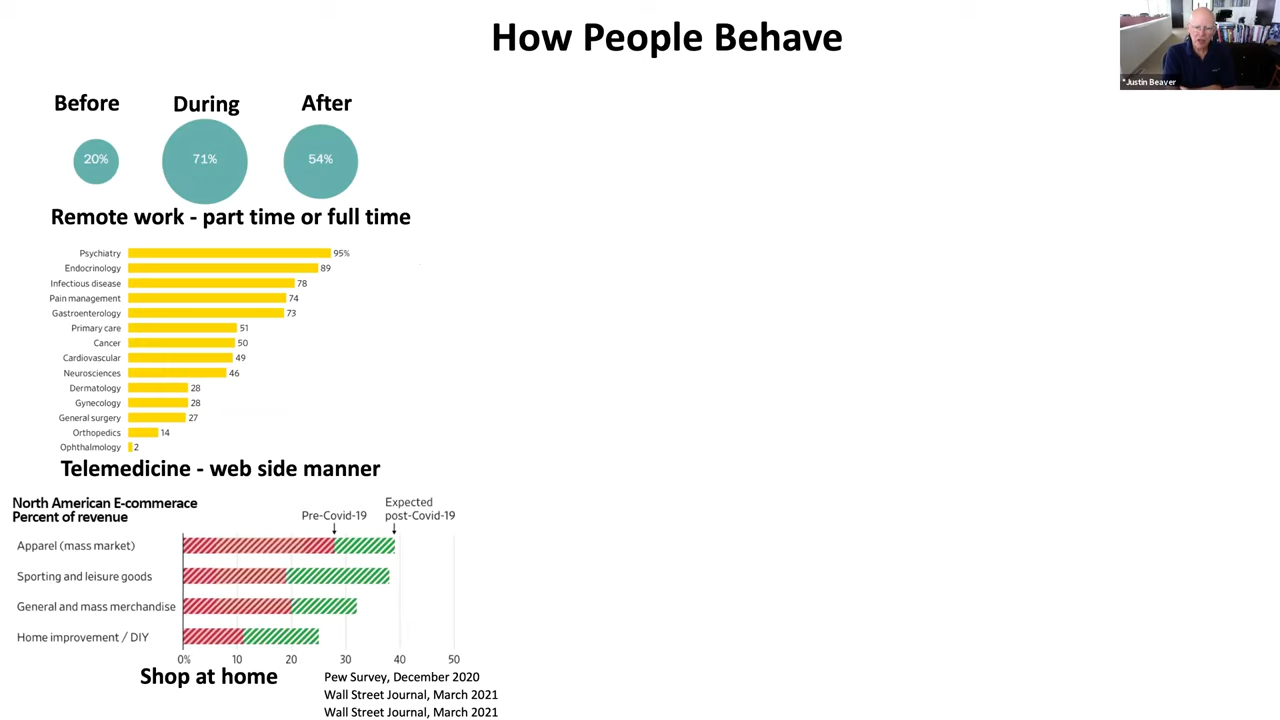 How People Behave
*Justin Beaver
Before During After
20% 71% 54%
Remote work - part time or full time
Psychiatry 95%
Endocrinology 89
Infectious disease 78
Pain management 74
Gastroenterology 73
Primary care 51
Cancer 50
Cardiovascular 49
Neurosciences 46
Dermatology 28
Gynecology 28
General surgery 27
Orthopedics 14
Ophthalmology 2
Telemedicine - web side manner
North American E-commerace
Percent of revenue
Pre-Covid-19
Expected
post-Covid-19
Apparel (mass market)
Sporting and leisure goods
General and mass merchandise
Home improvement / DIY
0% 10 20 30 40 50
Shop at home
Pew Survey, December 2020
Wall Street Journal, March 2021
Wall Street Journal, March 2021